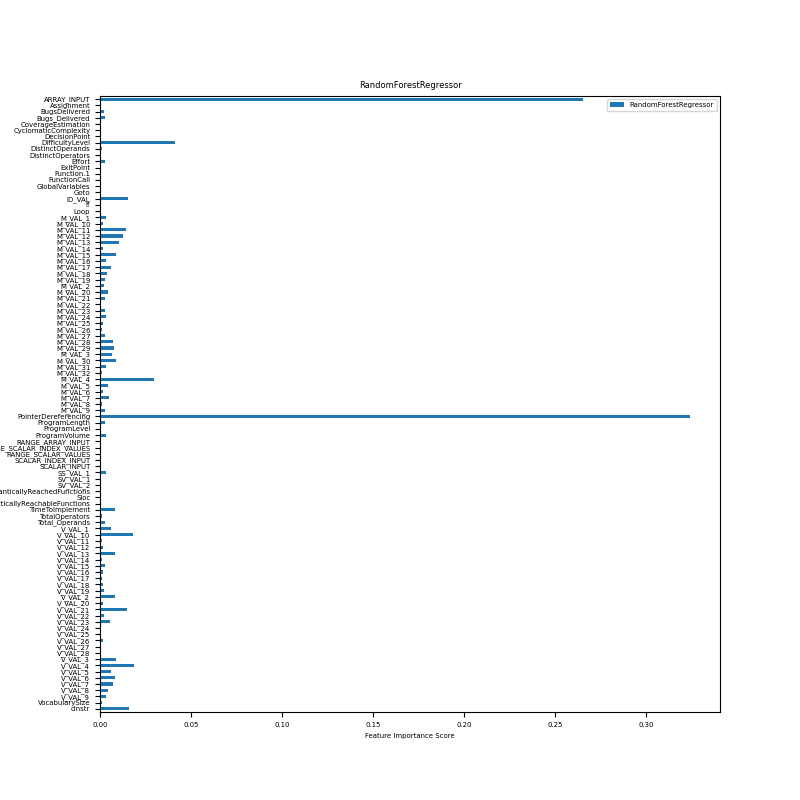 RandomForestRegressor
RandomForestRegressor
ARRAY_INPUT
Assignment
BugsDelivered
Bugs_Delivered
CoverageEstimation
CyclomaticComplexity
DecisionPoint
DifficultyLevel
DistinctOperands
DistinctOperators
Effort
ExitPoint
Function.1
FunctionCall
GlobalVariables
Goto
ID_VAL
If
Loop
M_VAL_1
M_VAL_10
M_VAL_11
M_VAL_12
M_VAL_13
M_VAL_14
M_VAL_15
M_VAL_16
M_VAL_17
M_VAL_18
M_VAL_19
M_VAL_2
M_VAL_20
M_VAL_21
M_VAL_22
M_VAL_23
M_VAL_24
M_VAL_25
M_VAL_26
M_VAL_27
M_VAL_28
M_VAL_29
M_VAL_3
M_VAL_30
M_VAL_31
M_VAL_32
M_VAL_4
M_VAL_5
M_VAL_6
M_VAL_7
M_VAL_8
M_VAL_9
PointerDereferencing
ProgramLength
ProgramLevel
ProgramVolume
RANGE_ARRAY_INPUT
E_SCALAR_INDEX_VALUES
RANGE_SCALAR_VALUES
SCALAR_INDEX_INPUT
SCALAR_INPUT
SS_VAL_1
SV_VAL_1
SV_VAL_2
anticallyReachedFunctions
Sloc
ticallyReachableFunctions
TimeToImplement
TotalOperators
Total_Operands
V_VAL_1
V_VAL_10
V_VAL_11
V_VAL_12
V_VAL_13
V_VAL_14
V_VAL_15
V_VAL_16
V_VAL_17
V_VAL_18
V_VAL_19
V_VAL_2
V_VAL_20
V_VAL_21
V_VAL_22
V_VAL_23
V_VAL_24
V_VAL_25
V_VAL_26
V_VAL_27
V_VAL_28
V_VAL_3
V_VAL_4
V_VAL_5
V_VAL_6
V_VAL_7
V_VAL_8
V_VAL_9
VocabularySize
cinstr
0.00 0.05 0.10 0.15 0.20 0.25 0.30
Feature Importance Score